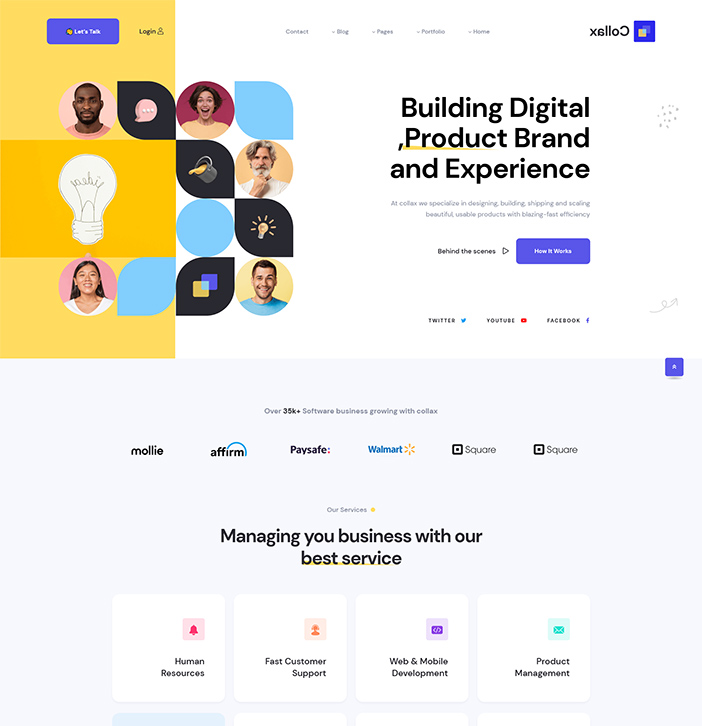 Let's Talk
Login
Contact
Blog
Pages
Portfolio
Home
Collax
idea
Building Digital
,Product Brand
and Experience
At collax we specialize in designing, building, shipping and scaling
beautiful, usable products with blazing-fast efficiency
Behind the scenes
How It Works
TWITTER
YOUTUBE
FACEBOOK
Over 35k+ Software business growing with collax
mollie
affirm
Paysafe:
Walmart
Square
Square
Our Services
Managing you business with our
best service
Human
Resources
Fast Customer
Support
Web & Mobile
Development
Product
Management